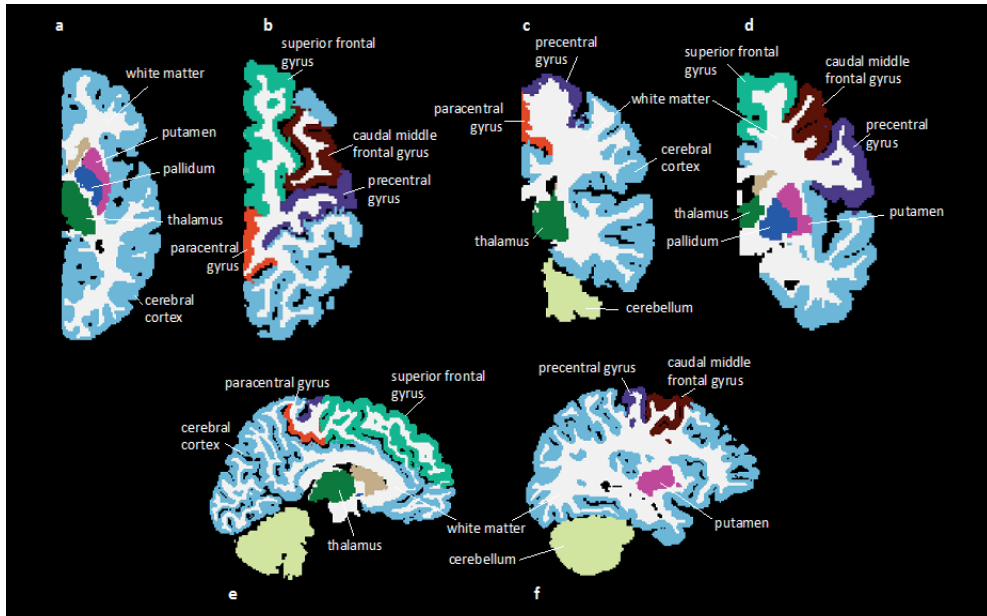 a
b
c
d
superior frontal
gyrus
white matter
putamen
pallidum
thalamus
cerebral
cortex
caudal middle
frontal gyrus
precentral
gyrus
paracentral
gyrus
precentral
gyrus
paracentral
gyrus
white matter
cerebral
cortex
thalamus
cerebellum
superior frontal
gyrus
caudal middle
frontal gyrus
precentral
gyrus
thalamus
pallidum
putamen
paracentral gyrus
superior frontal
gyrus
cerebral
cortex
thalamus
white matter
cerebellum
precentral gyrus
caudal middle
frontal gyrus
putamen
e
f